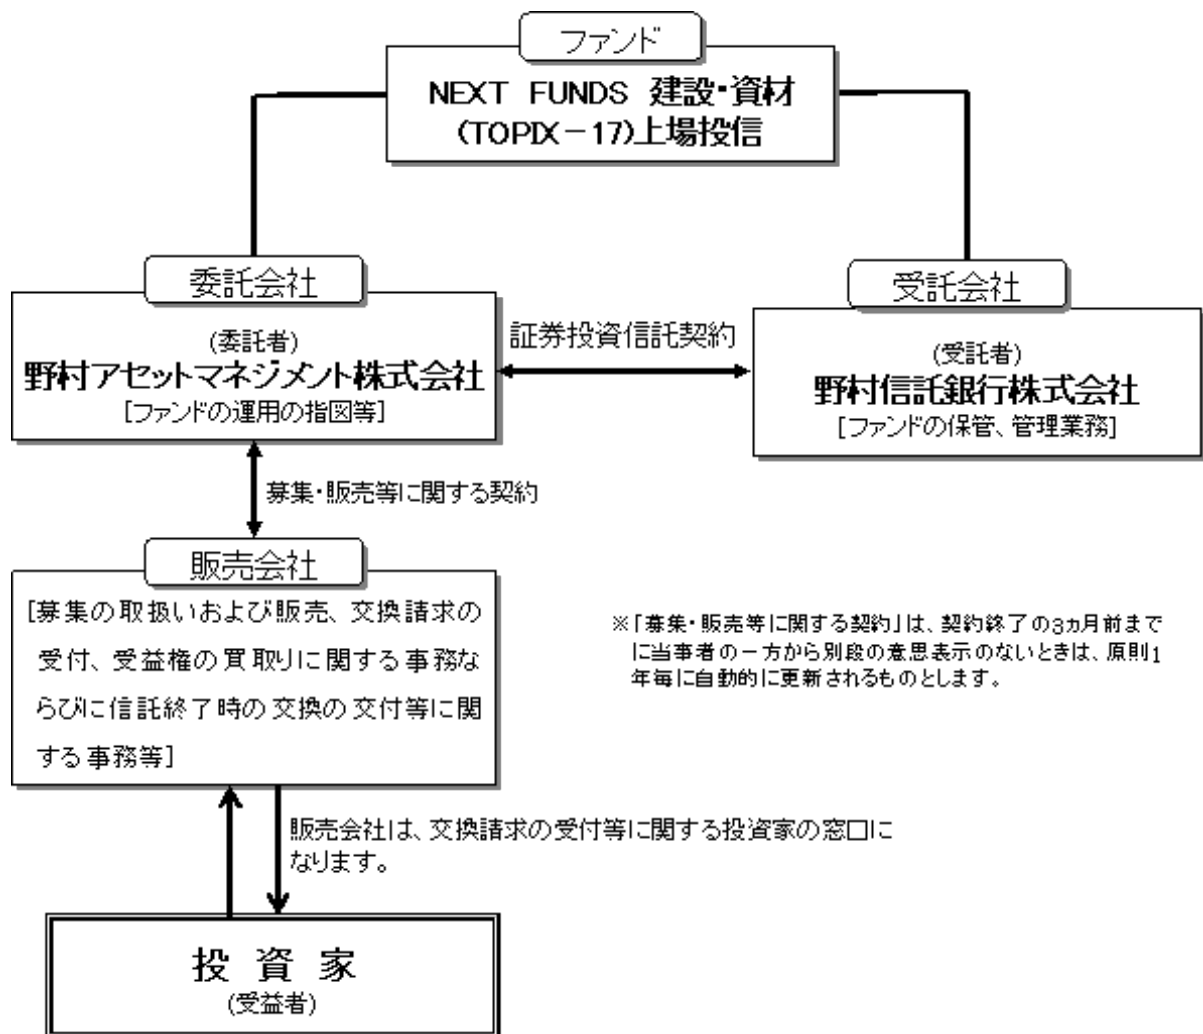 ファンド
NEXT FUNDS 建設・資材
(TOPIX-17)上場投信
委託会社
(委託者)
野村アセットマネジメント株式会社
[ファンドの運用の指図等]
証券投資信託契約
受託会社
(受託者)
野村信託銀行株式会社
[ファンドの保管、管理業務]
募集・販売等に関する契約
販売会社
[募集の取扱いおよび販売、交換請求の
受付、受益権の買取りに関する事務な
らびに信託終了時の交換の交付等に関
する事務等]
※「募集・販売等に関する契約」は、契約終了の3ヵ月前まで
に当事者の一方から別段の意思表示のないときは、原則1
年毎に自動的に更新されるものとします。
販売会社は、交換請求の受付等に関する投資家の窓口に
なります。
投資家
(受益者)